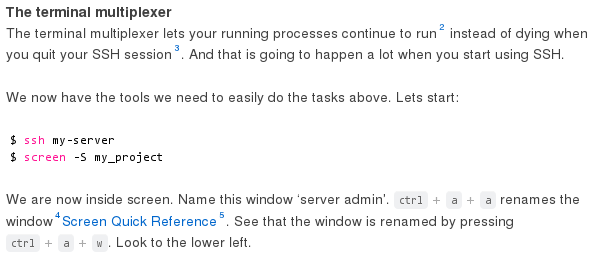 The terminal multiplexer
The terminal multiplexer lets your running processes continue to run 2 instead of dying when
you quit your SSH session 3. And that is going to happen a lot when you start using SSH.
We now have the tools we need to easily do the tasks above. Lets start:
$ ssh my-server
$ screen -S my_project
We are now inside screen. Name this window ‘server admin’. ctrl + a + a renames the
window 4 Screen Quick Reference 5. See that the window is renamed by pressing
ctrl + a + w. Look to the lower left.